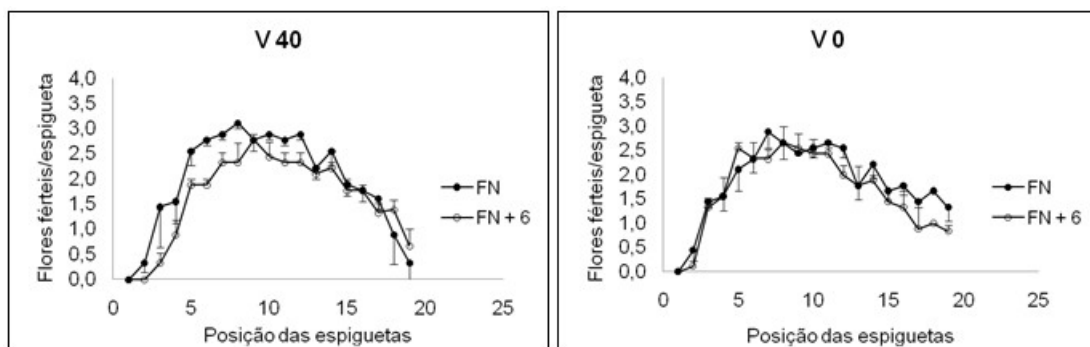 V 40
Flores férteis/espigueta
4,0
3,5
3,0
2,5
2,0
1,5
1,0
0,5
0,0
0 5 10 15 20 25
Posição das espiguetas
FN
FN + 6
V 0
Flores férteis/espigueta
4,0
3,5
3,0
2,5
2,0
1,5
1,0
0,5
0,0
0 5 10 15 20 25
Posição das espiguetas
FN
FN + 6